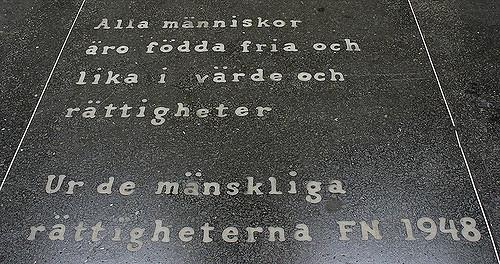 Alla människor
äro födda fria och
lika i värde och
rättigheter
Ur de mänskliga
rättigheterna FN 1948